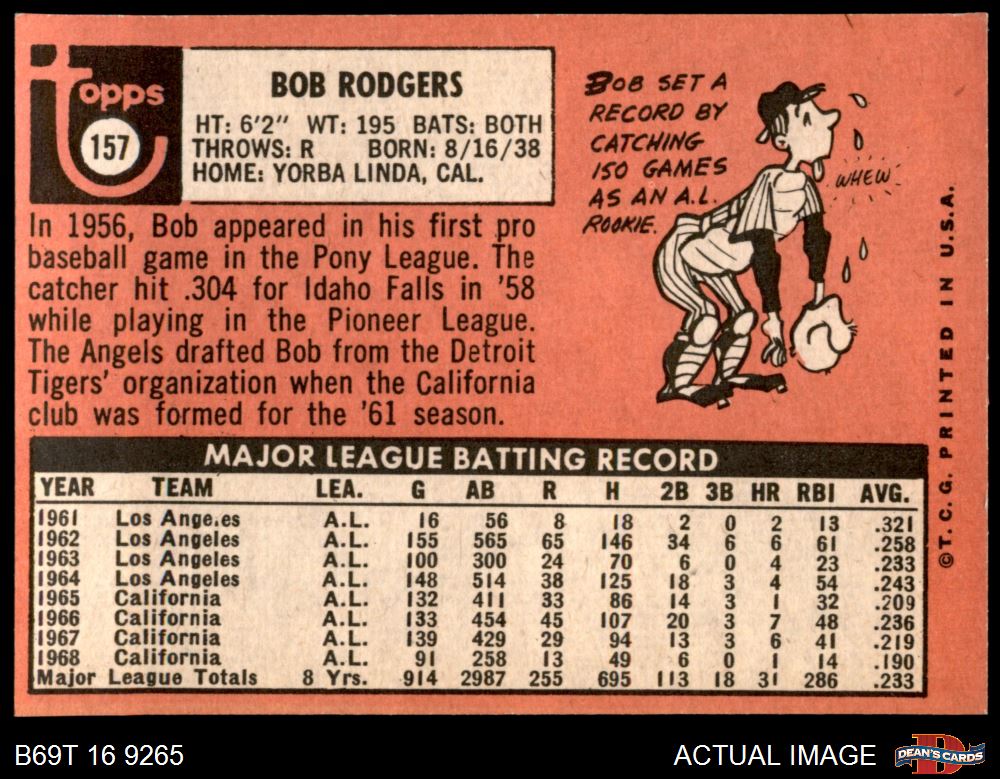 Topps
157
BOB RODGERS
HT: 6'2" WT: 195 BATS: BOTH
THROWS: R BORN: 8/16/38
HOME: YORBA LINDA, CAL.
In 1956, Bob appeared in his first pro
baseball game in the Pony League. The
catcher hit .304 for Idaho Falls in '58
while playing in the Pioneer League.
The Angels drafted Bob from the Detroit
Tigers' organization when the California
club was formed for the '61 season.
BOB SET A
RECORD BY
CATCHING
150 GAMES
AS AN A.L.
ROOKIE.
WHEW
©T.C.G. PRINTED IN U.S.A.
MAJOR LEAGUE BATTING RECORD
YEAR TEAM LEA. G AB R H 2B 3B HR RBI AVG.
1961 Los Angeles A.L. 16 56 8 18 2 0 2 13 .321
1962 Los Angeles A.L. 155 565 65 146 34 6 6 61 .258
1963 Los Angeles A.L. 100 300 24 70 6 0 4 23 .233
1964 Los Angeles A.L. 148 514 38 125 18 3 4 54 .243
1965 California A.L. 132 411 33 86 14 3 1 32 .209
1966 California A.L. 133 454 45 107 20 3 7 48 .236
1967 California A.L. 139 429 29 94 13 3 6 41 .219
1968 California A.L. 91 258 13 49 6 0 1 14 .190
Major League Totals 8 Yrs. 914 2987 255 695 113 18 31 286 .233
B69T 16 9265
ACTUAL IMAGE
D
DEAN'S CARDS